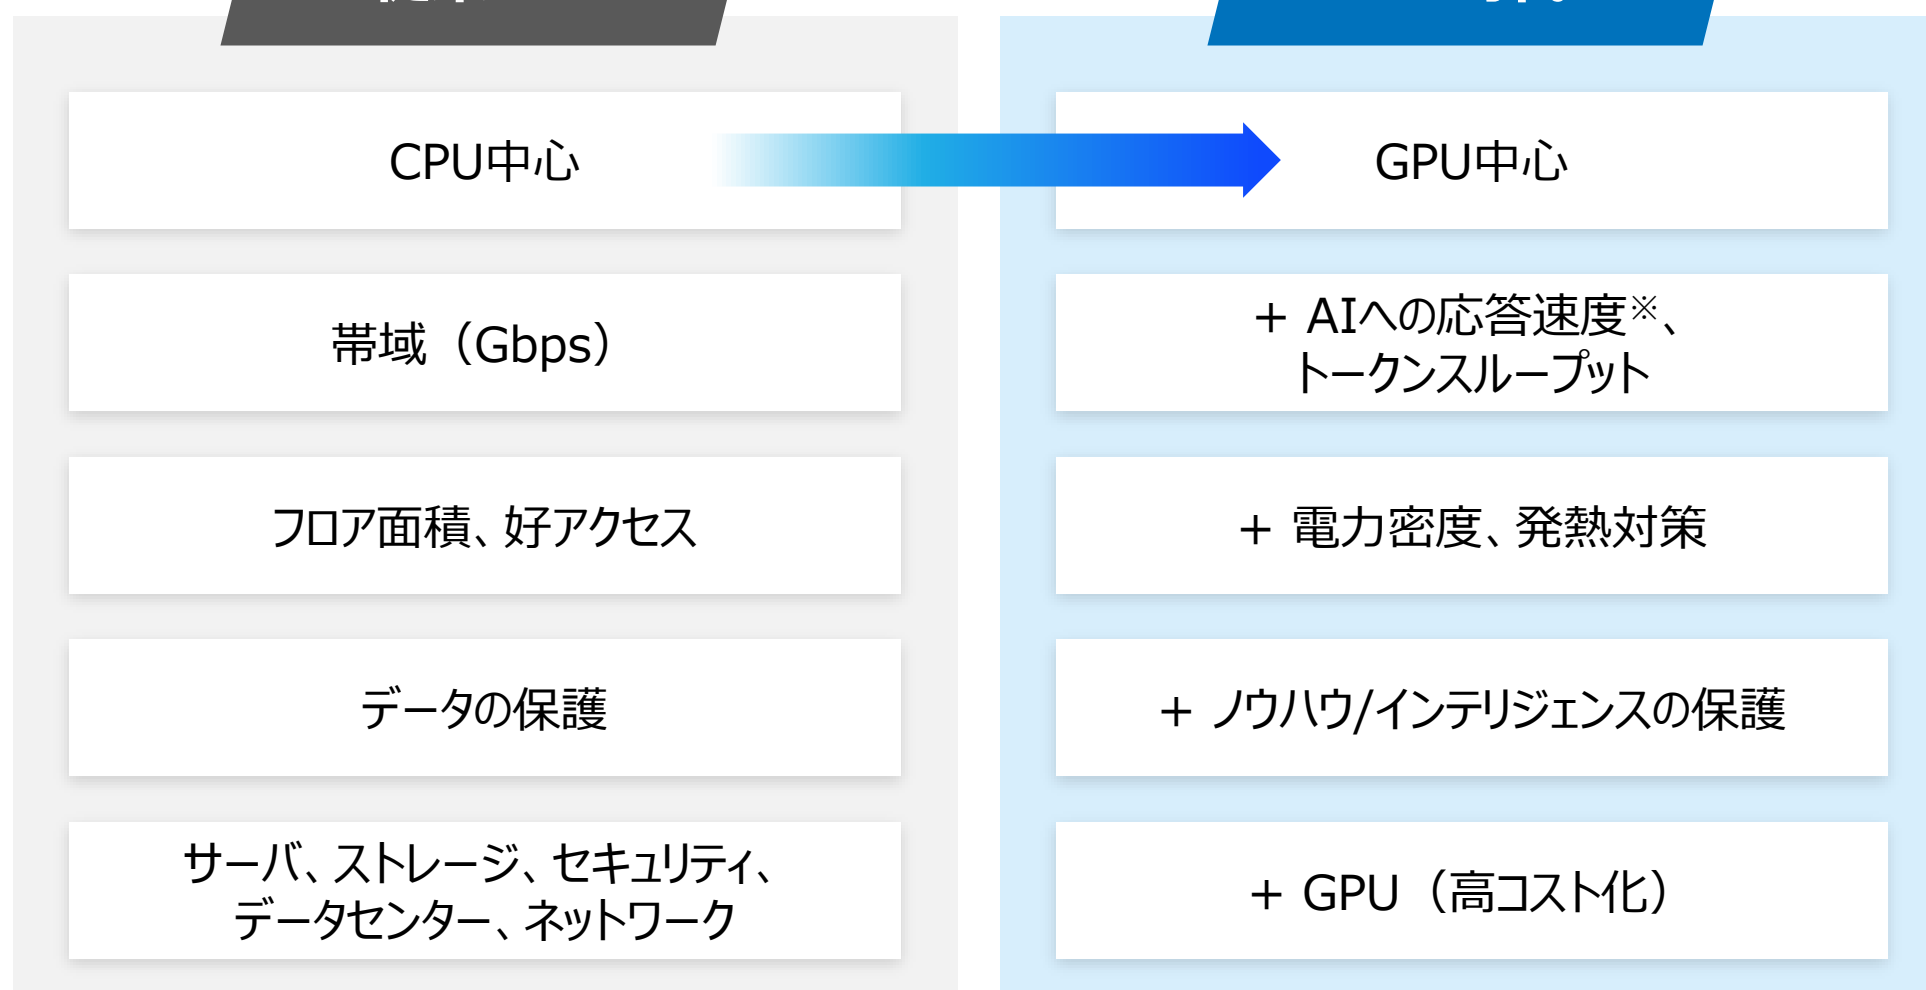 CPU中心
GPU中心
帯域（Gbps）
+ AIへの応答速度※、
トークンスループット
フロア面積、好アクセス
+ 電力密度、発熱対策
データの保護
+ ノウハウ/インテリジェンスの保護
サーバ、ストレージ、セキュリティ、
データセンター、ネットワーク
+ GPU（高コスト化）